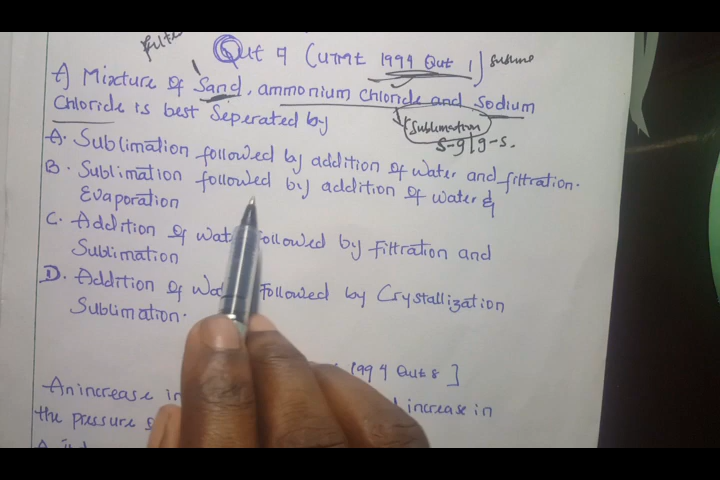 filte
Qut 9 (UTME 1999 Qut 1)
sublime
A) Mixture of Sand, ammonium Chloride and Sodium
Chloride is best Seperated by
Sublimation
S-g|g-s.
A. Sublimation followed by addition of Water and filtration.
B. Sublimation followed by addition of water &
Evaporation
C. Addition of Wat followed by Filtration and
Sublimation
D. Addition of Wa followed by Crystallization
Sublimation.
1994 Qut 8]
An increase in increase in
the pressure